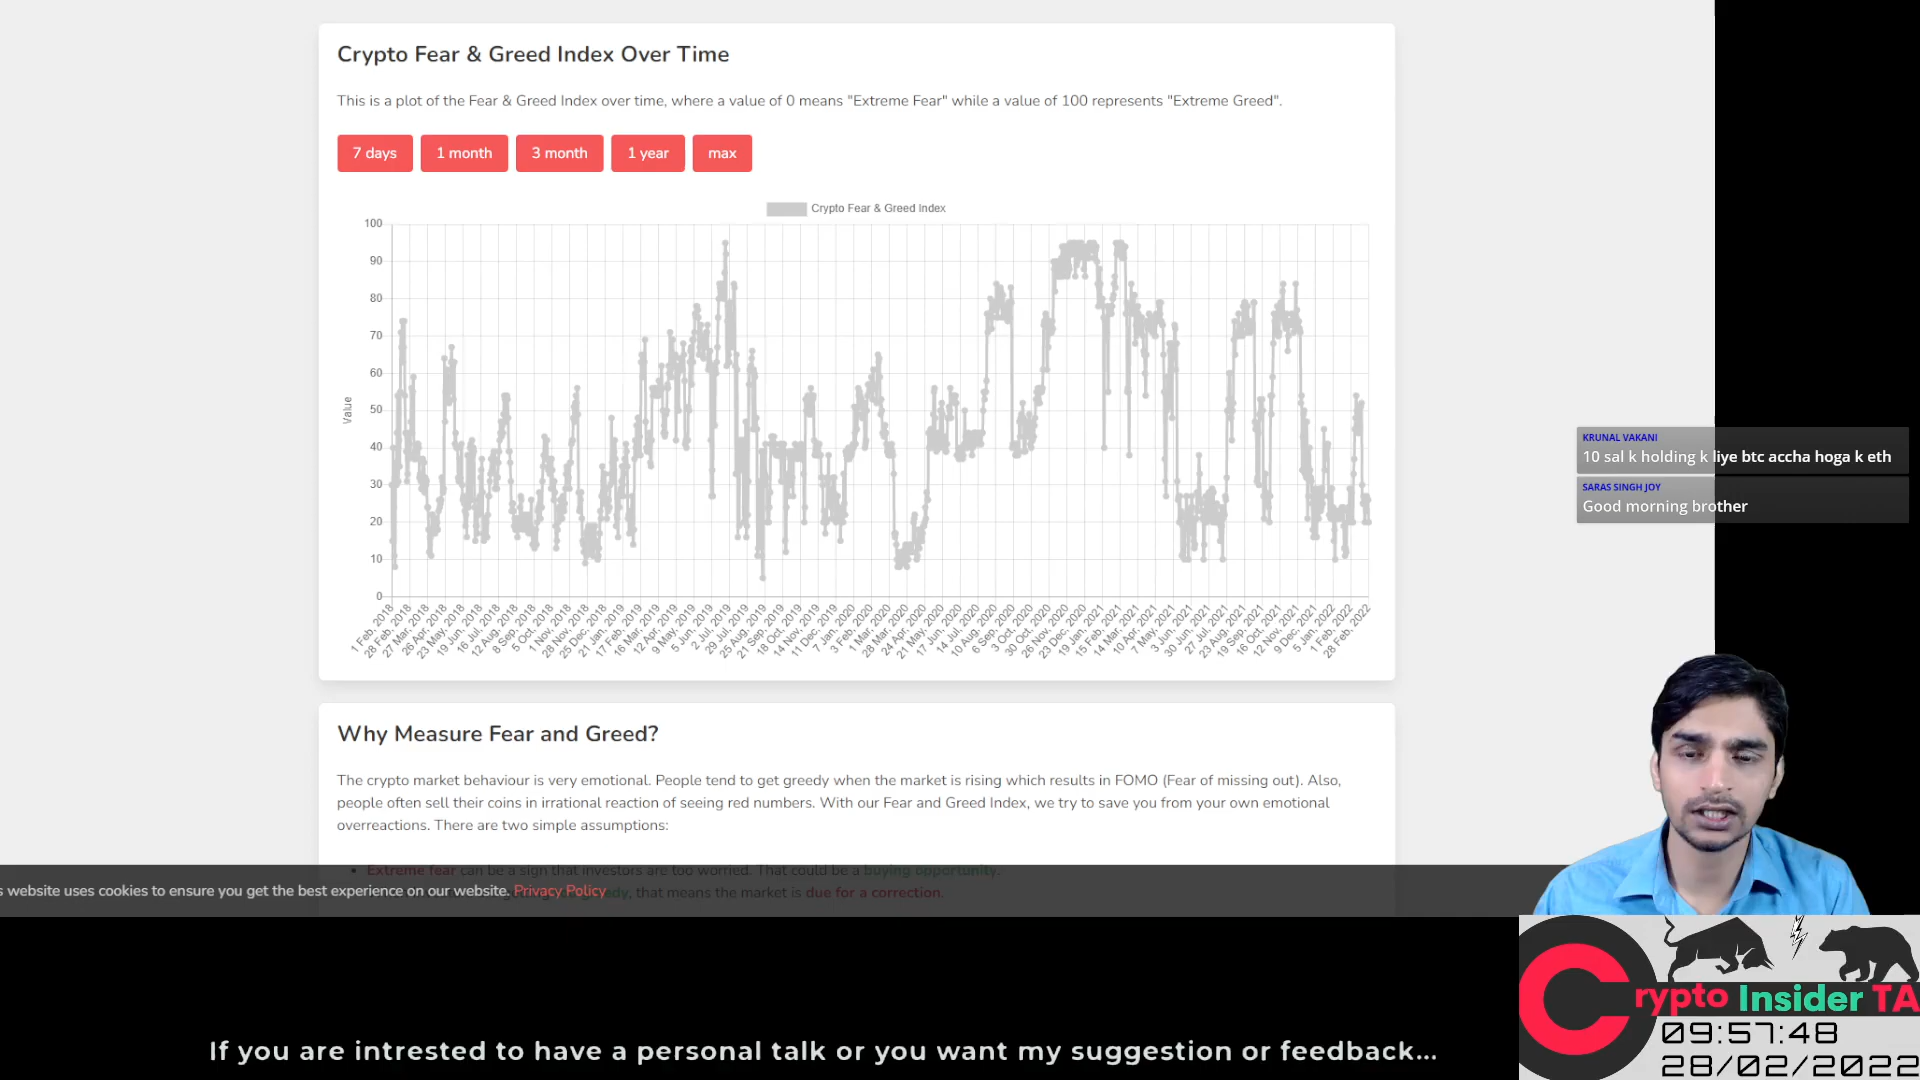 Crypto Fear & Greed Index Over Time
This is a plot of the Fear & Greed Index over time, where a value of 0 means "Extreme Fear" while a value of 100 represents "Extreme Greed".
7 days
1 month
3 month
1 year
max
Crypto Fear & Greed Index
100
90
80
70
60
50
40
30
20
10
0
Value
1 Feb, 2018
28 Feb, 2018
27 Mar, 2018
26 Apr, 2018
23 May, 2018
19 Jun, 2018
16 Jul, 2018
12 Aug, 2018
8 Sep, 2018
5 Oct, 2018
1 Nov, 2018
28 Nov, 2018
25 Dec, 2018
21 Jan, 2019
17 Feb, 2019
16 Mar, 2019
12 Apr, 2019
9 May, 2019
5 Jun, 2019
2 Jul, 2019
29 Jul, 2019
25 Aug, 2019
21 Sep, 2019
18 Oct, 2019
14 Nov, 2019
11 Dec, 2019
7 Jan, 2020
3 Feb, 2020
1 Mar, 2020
28 Mar, 2020
24 Apr, 2020
21 May, 2020
17 Jun, 2020
14 Jul, 2020
10 Aug, 2020
6 Sep, 2020
3 Oct, 2020
30 Oct, 2020
26 Nov, 2020
23 Dec, 2020
19 Jan, 2021
15 Feb, 2021
14 Mar, 2021
10 Apr, 2021
7 May, 2021
3 Jun, 2021
30 Jun, 2021
27 Jul, 2021
23 Aug, 2021
19 Sep, 2021
16 Oct, 2021
12 Nov, 2021
9 Dec, 2021
5 Jan, 2022
1 Feb, 2022
28 Feb, 2022
KRUNAL VAKANI
10 sal k holding k liye btc accha hoga k eth
SARAS SINGH JOY
Good morning brother
Why Measure Fear and Greed?
The crypto market behaviour is very emotional. People tend to get greedy when the market is rising which results in FOMO (Fear of missing out). Also,
people often sell their coins in irrational reaction of seeing red numbers. With our Fear and Greed Index, we try to save you from your own emotional
overreactions. There are two simple assumptions:
Extreme fear can be a sign that investors are too worried. That could be a buying opportunity.
s website uses cookies to ensure you get the best experience on our website. Privacy Policy
dy, that means the market is due for a correction.
Crypto Insider TA
09:57:48
28/02/2022
If you are intrested to have a personal talk or you want my suggestion or feedback...